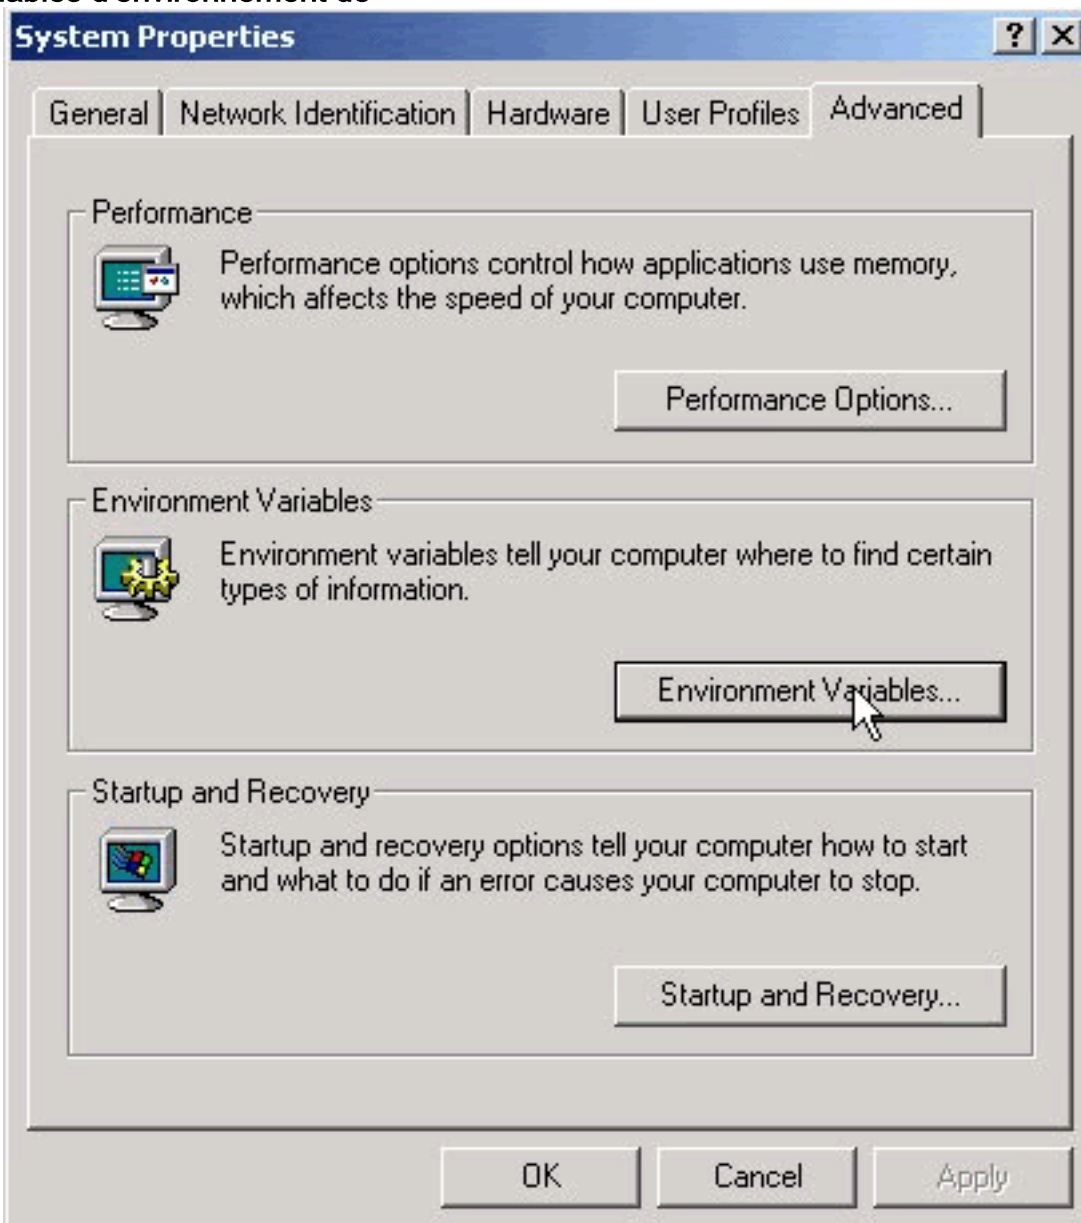 d'environnement de
System Properties
General Network Identification Hardware User Profiles Advanced
Performance
Performance options control how applications use memory,
which affects the speed of your computer.
Performance Options...
Environment Variables
Environment variables tell your computer where to find certain
types of information.
Environment Variables...
Startup and Recovery
Startup and recovery options tell your computer how to start
and what to do if an error causes your computer to stop.
Startup and Recovery...
OK Cancel Apply